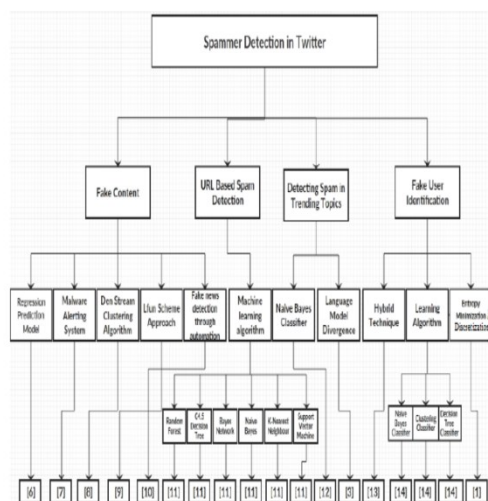 Spammer Detection in Twitter
Fake Content
URL Based Spam
Detection
Detecting Spam in
Trending Topics
Fake User
Identification
Regression
Prediction
Model
Malware
Alerting
System
Den Stream
Clustering
Algorithm
Lfun Scheme
Approach
Fake news
detection
through
automation
Machine
learning
algorithm
Naive Bayes
Classifier
Language
Model
Divergence
Hybrid
Technique
Learning
Algorithm
Entropy
Minimization
Discretization
Random
Forest
C4.5
Decision
Tree
Bayes
Network
Naive
Bayes
K-Nearest
Neighbour
Support
Vector
Machine
Naive
Bayes
Classifier
Clustering
Classifier
Decision
Tree
Classifier
[6]
[7]
[8]
[9]
[10]
[11]
[11]
[11]
[11]
[11]
[11]
[12]
[3]
[13]
[14]
[14]
[14]
[1]